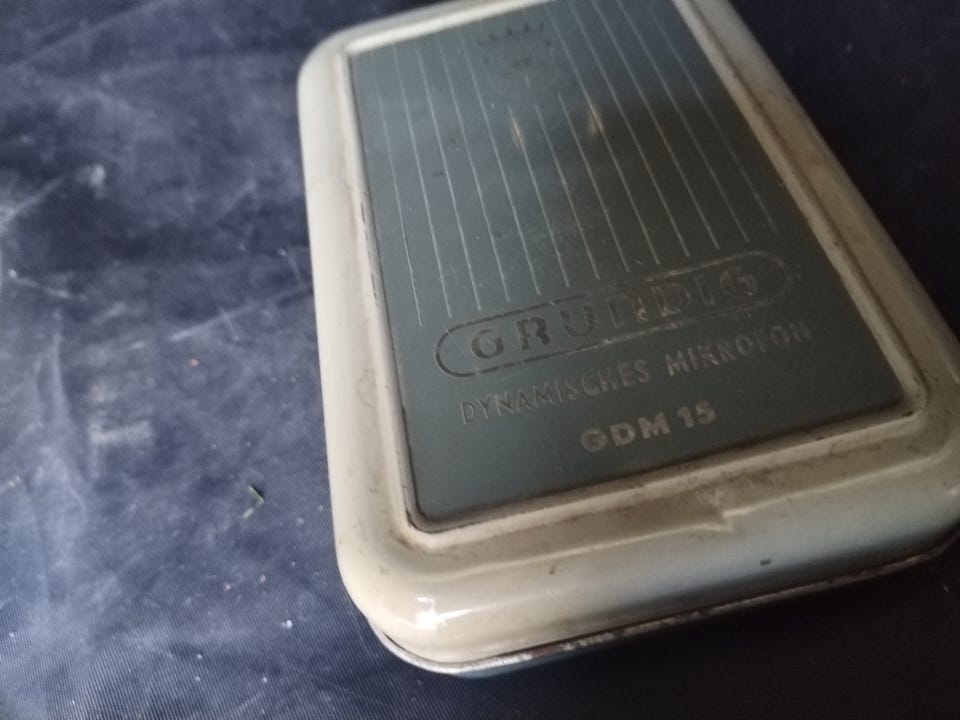 GRUNDIG
DYNAMISCHES MIKROFON
GDM 15